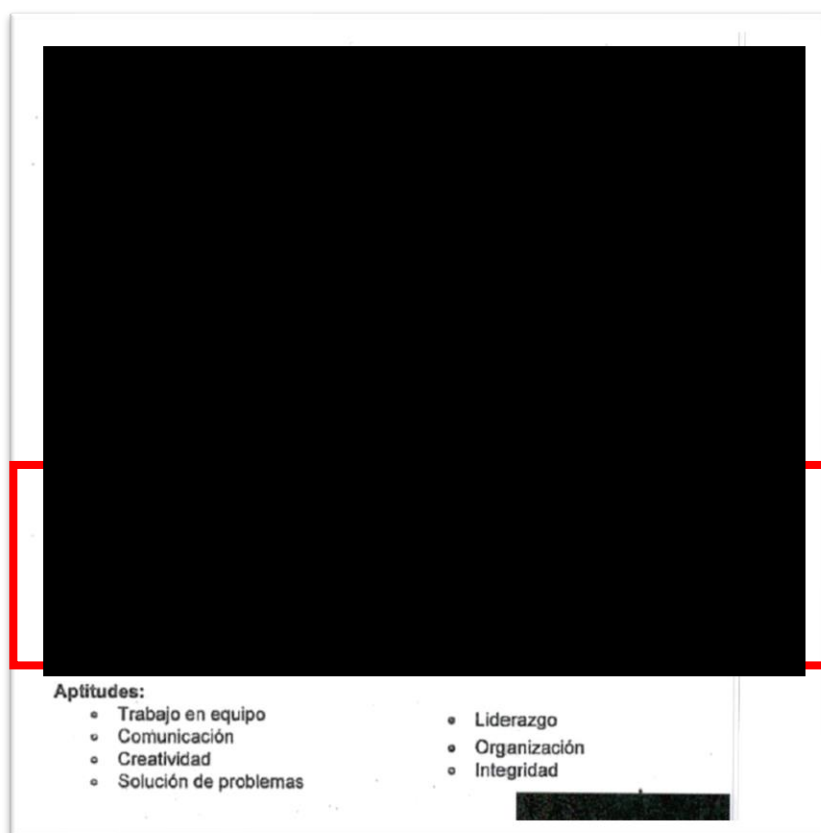 Aptitudes:
Trabajo en equipo
Comunicación
Creatividad
Solución de problemas
Liderazgo
Organización
Integridad